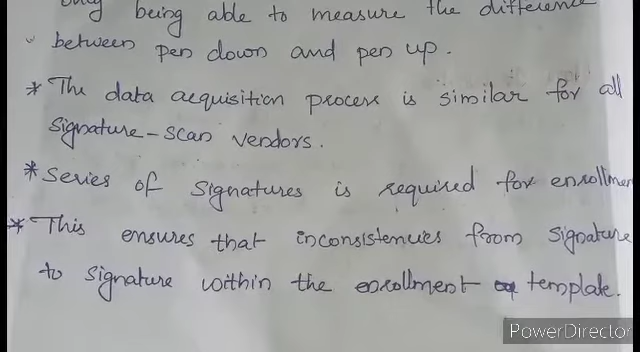 only being able to measure the difference
between pen down and pen up.
* The data acquisition process is similar for all
signature-scan vendors.
* Series of signatures is required for enrollmen
* This ensures that inconsistencies from signature
to signature within the enrollment template.
PowerDirector